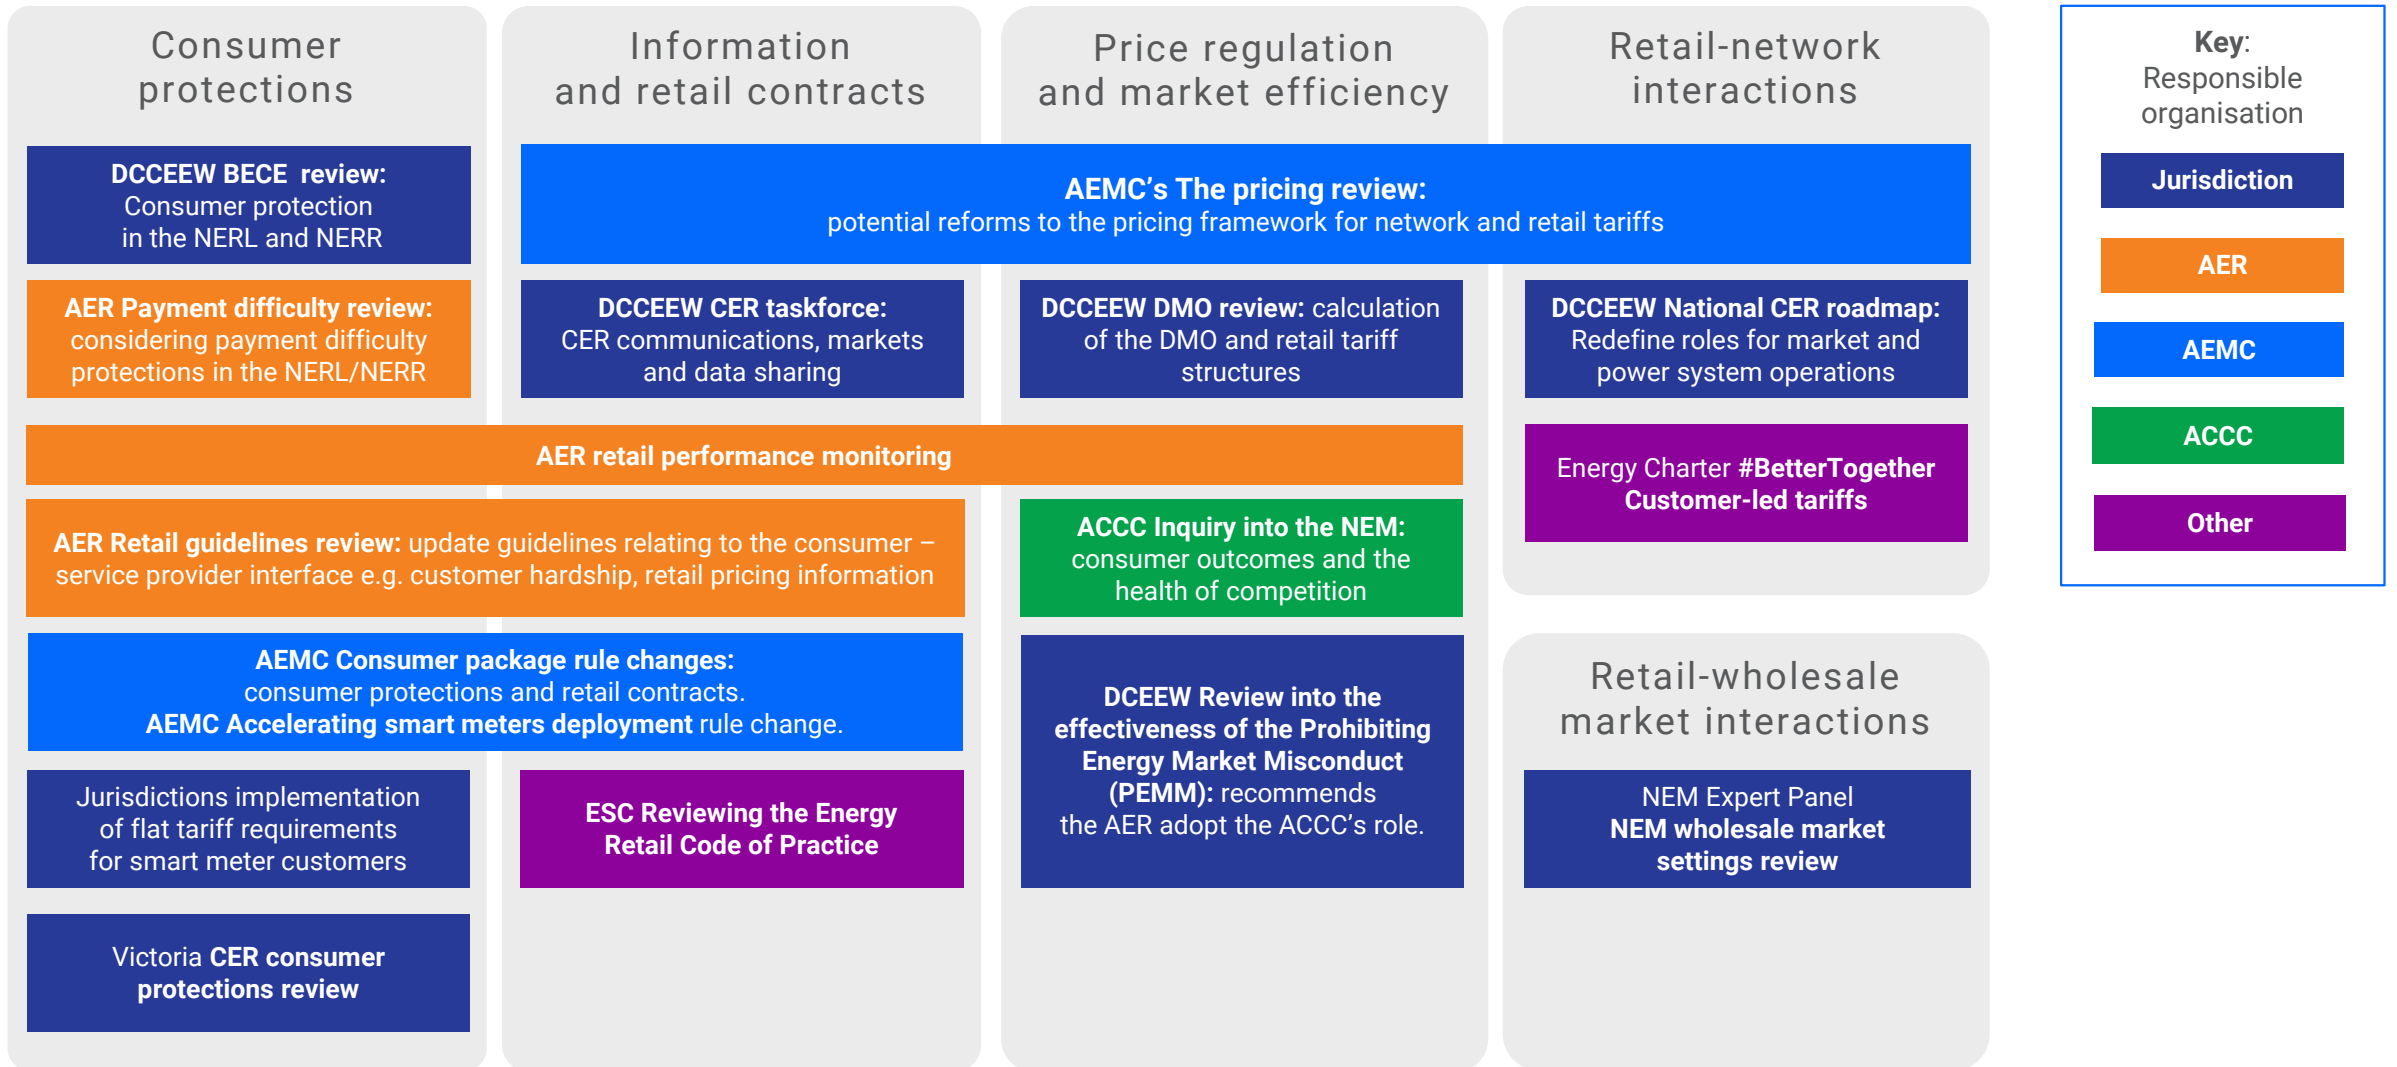 Consumer
protections
DCCEEW BECE  review:
Consumer protection
in the NERL and NERR
AER Payment difficulty review:
considering payment difficulty
protections in the NERL/NERR
Information
and retail contracts
Price regulation
and market efficiency
Retail-network
interactions
AEMC’s The pricing review:
potential reforms to the pricing framework for network and retail tariffs
DCCEEW CER taskforce:
CER communications, markets
and data sharing
DCCEEW DMO review: calculation
of the DMO and retail tariff
structures
DCCEEW National CER roadmap:
Redefine roles for market and
power system operations
AER retail performance monitoring
Energy Charter #BetterTogether
Customer-led tariffs
AER Retail guidelines review: update guidelines relating to the consumer –
service provider interface e.g. customer hardship, retail pricing information
ACCC Inquiry into the NEM:
consumer outcomes and the
health of competition
AEMC Consumer package rule changes:
consumer protections and retail contracts.
AEMC Accelerating smart meters deployment rule change.
DCEEW Review into the
effectiveness of the Prohibiting
Energy Market Misconduct
(PEMM): recommends
the AER adopt the ACCC’s role.
Retail-wholesale
market interactions
Jurisdictions implementation
of flat tariff requirements
for smart meter customers
ESC Reviewing the Energy
Retail Code of Practice
NEM Expert Panel
NEM wholesale market
settings review
Victoria CER consumer
protections review
Key:
Responsible
organisation
Jurisdiction
AER
AEMC
ACCC
Other